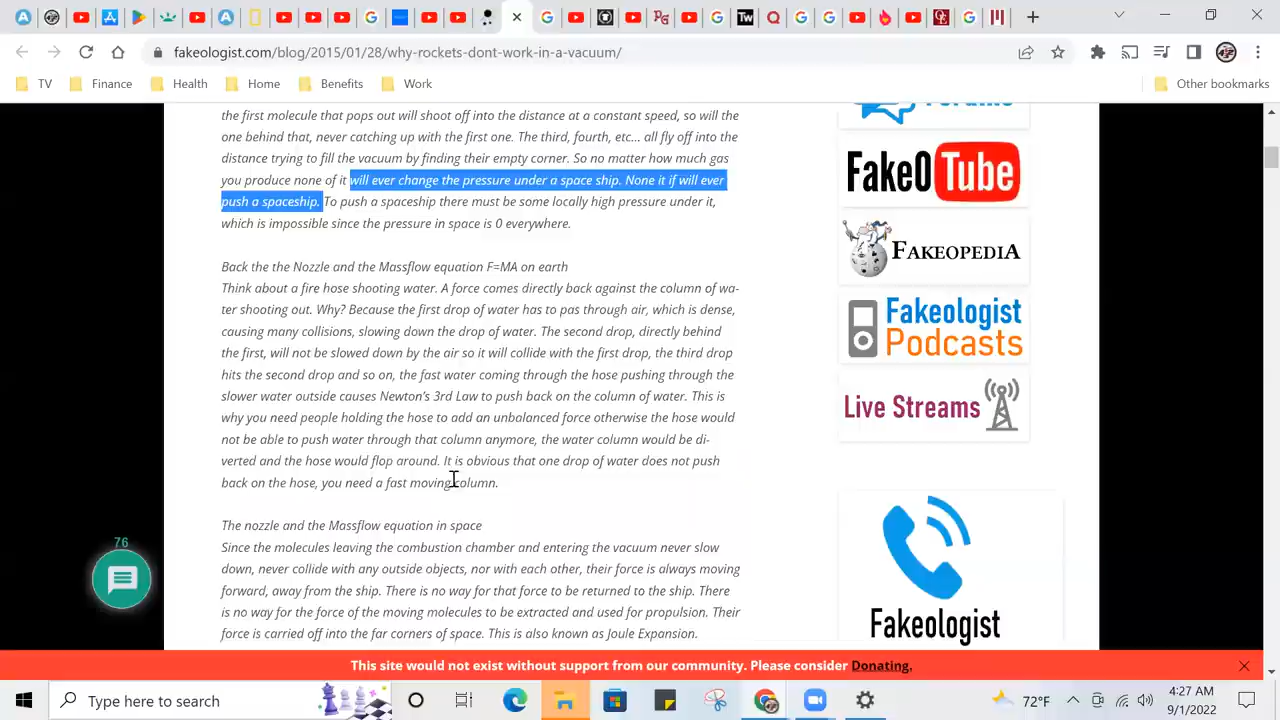 fakeologist.com/blog/2015/01/28/why-rockets-dont-work-in-a-vacuum/
TV
Finance
Health
Home
Benefits
Work
Other bookmarks
the first molecule that pops out will shoot off into the distance at a constant speed, so will the
one behind that, never catching up with the first one. The third, fourth, etc... all fly off into the
distance trying to fill the vacuum by finding their empty corner. So no matter how much gas
you produce none of it will ever change the pressure under a space ship. None it if will ever
push a spaceship. To push a spaceship there must be some locally high pressure under it,
which is impossible since the pressure in space is 0 everywhere.
Back the the Nozzle and the Massflow equation F=MA on earth
Think about a fire hose shooting water. A force comes directly back against the column of wa-
ter shooting out. Why? Because the first drop of water has to pas through air, which is dense,
causing many collisions, slowing down the drop of water. The second drop, directly behind
the first, will not be slowed down by the air so it will collide with the first drop, the third drop
hits the second drop and so on, the fast water coming through the hose pushing through the
slower water outside causes Newton's 3rd Law to push back on the column of water. This is
why you need people holding the hose to add an unbalanced force otherwise the hose would
not be able to push water through that column anymore, the water column would be di-
verted and the hose would flop around. It is obvious that one drop of water does not push
back on the hose, you need a fast moving column.
The nozzle and the Massflow equation in space
Since the molecules leaving the combustion chamber and entering the vacuum never slow
down, never collide with any outside objects, nor with each other, their force is always moving
forward, away from the ship. There is no way for that force to be returned to the ship. There
is no way for the force of the moving molecules to be extracted and used for propulsion. Their
force is carried off into the far corners of space. This is also known as Joule Expansion.
FakeOTube
FAKEOPEDIA
Fakeologist
Podcasts
Live Streams
Fakeologist
76
This site would not exist without support from our community. Please consider Donating.
Type here to search
72°F
4:27 AM
9/1/2022